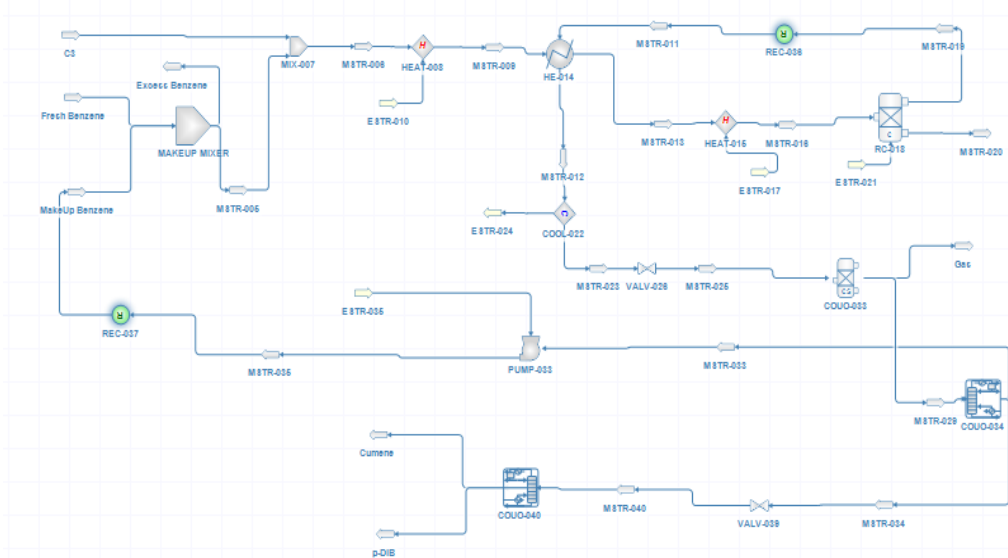 C3
Excess Benzene
Fresh Benzene
MAKEUP MIXER
MakeUp Benzene
MSTR-005
MIX-007
MSTR-006
H
HEAT-008
ESTR-010
MSTR-009
HE-014
MSTR-011
R
REC-036
MSTR-019
MSTR-013
H
HEAT-015
MSTR-016
ESTR-017
C
RC-018
MSTR-020
ESTR-021
MSTR-012
C
COOL-022
ESTR-024
MSTR-023
VALV-026
MSTR-025
CS
COUO-033
Gas
ESTR-035
R
REC-037
MSTR-035
PUMP-033
MSTR-033
MSTR-029
COUO-034
Cumene
COUO-040
MSTR-040
VALV-039
MSTR-034
p-DIB